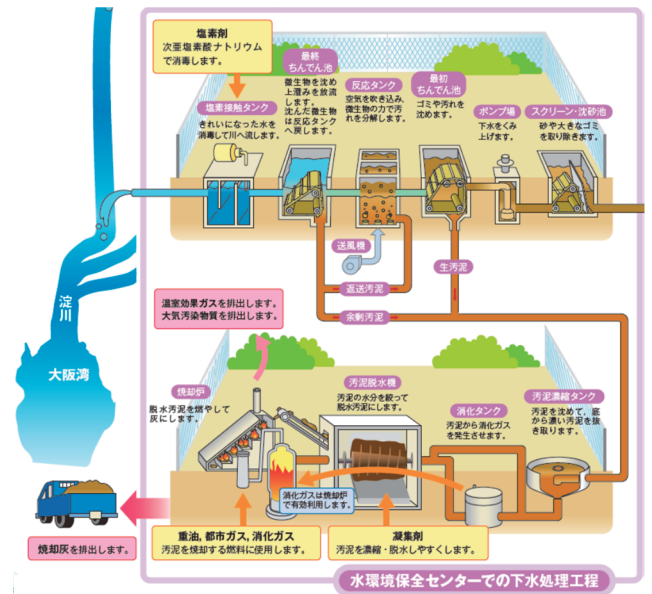 塩素剤
次亜塩素酸ナトリウム
で消毒します。
最終
ちんでん池
微生物を沈め
上澄みを放流
します。
沈んだ微生物
は反応タンク
へ戻します。
反応タンク
空気を吹き込み、
微生物の力で汚
れを分解します。
最初
ちんでん池
ゴミや汚れを
沈めます。
ポンプ場
下水をくみ
上げます。
スクリーン・沈砂池
砂や大きなゴミ
を取り除きます。
塩素接触タンク
きれいになった水を
消毒して川へ流します。
送風機
返送汚泥
余剰汚泥
生汚泥
淀川
大阪湾
温室効果ガスを排出します。
大気汚染物質を排出します。
焼却炉
脱水汚泥を燃やして
灰にします。
汚泥脱水機
汚泥の水分を絞って
脱水汚泥にします。
消化タンク
汚泥から消化ガス
を発生させます。
汚泥濃縮タンク
汚泥を沈めて、底
から濃い汚泥を抜
き取ります。
消化ガスは焼却炉
で有効利用します。
重油，都市ガス，消化ガス
汚泥を焼却する燃料に使用します。
凝集剤
汚泥を濃縮・脱水しやすくします。
焼却灰を排出します。
水環境保全センターでの下水処理工程